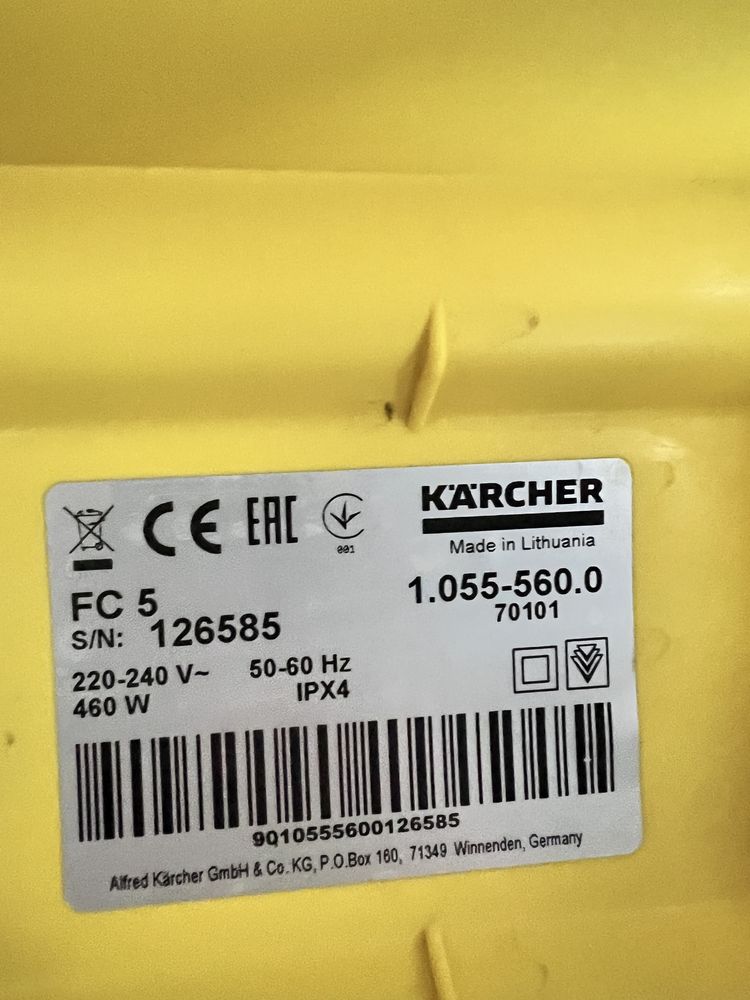 CE EAC
001
KÄRCHER
Made in Lithuania
FC 5
1.055-560.0
S/N: 126585
70101
220-240 V~ 50-60 Hz
460 W IPX4
9010555600126585
Alfred Kärcher GmbH & Co. KG, P.O.Box 160, 71349 Winnenden, Germany